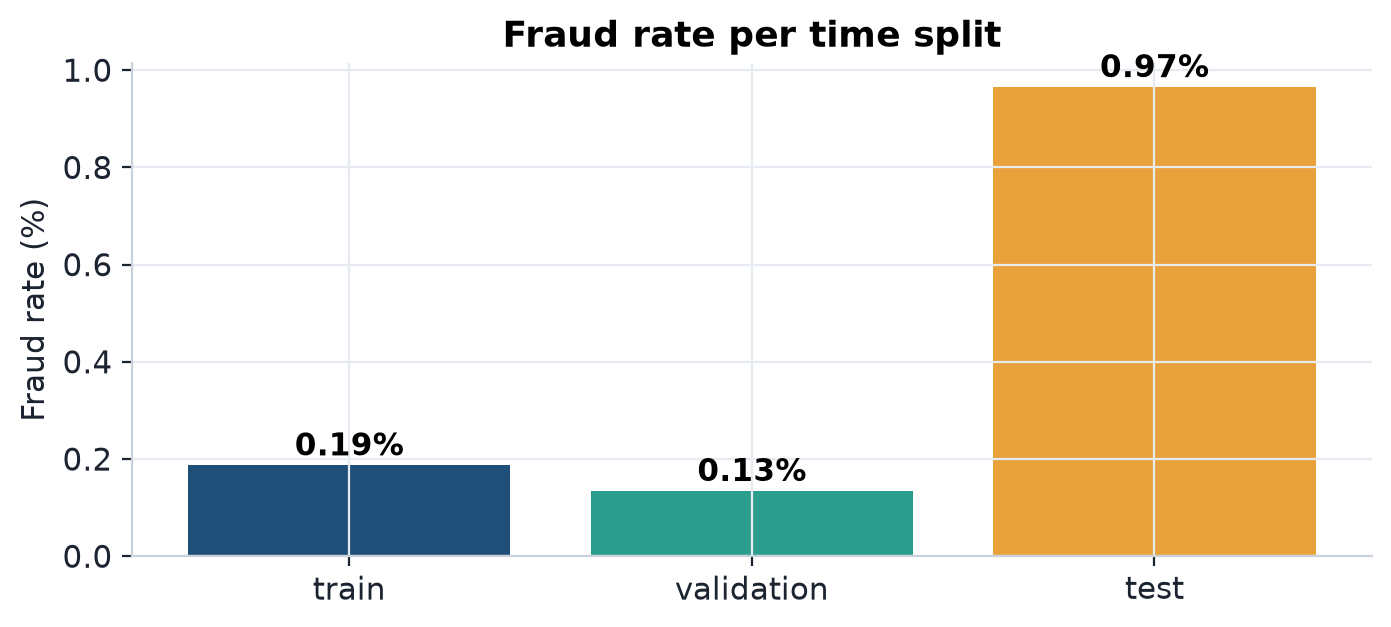 Fraud rate per time split
Fraud rate (%)
1.0
0.8
0.6
0.4
0.2
0.0
0.19%
0.13%
0.97%
train
validation
test